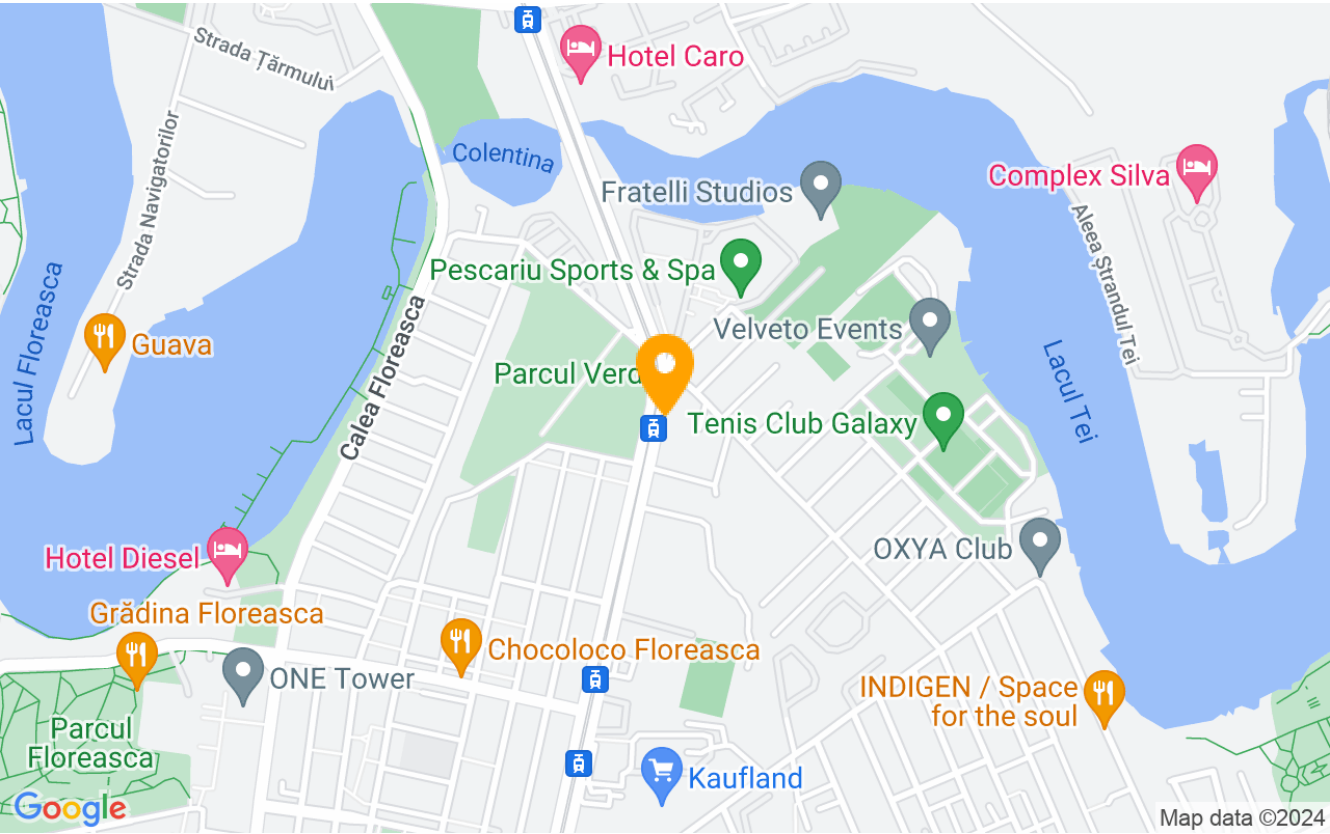 Strada Țărmului
Hotel Caro
Colentina
Strada Navigatorilor
Fratelli Studios
Complex Silva
Pescariu Sports & Spa
Aleea Ștrandul Tei
Lacul Floreasca
Guava
Calea Floreasca
Velveto Events
Parcul Verd
Lacul Tei
Tenis Club Galaxy
Hotel Diesel
OXYA Club
Grădina Floreasca
Chocoloco Floreasca
ONE Tower
INDIGEN / Space
for the soul
Parcul
Floreasca
Kaufland
Google
Map data ©2024